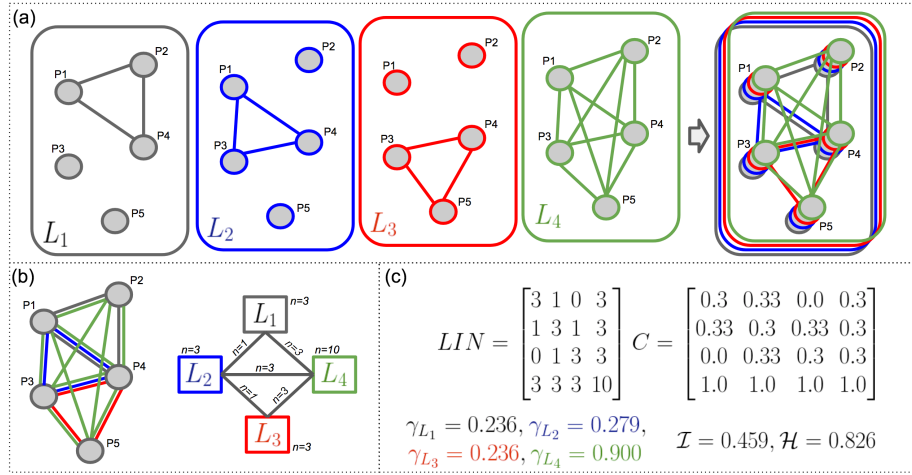 (a)
P1
P2
P3
P4
P5
L1
P1
P2
P3
P4
P5
L2
P1
P2
P3
P4
P5
L3
P1
P2
P3
P4
P5
L4
P1
P2
P3
P4
P5
(b)
P1
P2
P3
P4
P5
n=3
L1
n=3
n=1
n=3
n=10
L2
n=3
L4
n=1
n=3
L3
n=3
(c)
LIN = [3 1 0 3; 1 3 1 3; 0 1 3 3; 3 3 3 10]
C = [0.3 0.33 0.0 0.3; 0.33 0.3 0.33 0.3; 0.0 0.33 0.3 0.3; 1.0 1.0 1.0 1.0]
γL1 = 0.236, γL2 = 0.279,
γL3 = 0.236, γL4 = 0.900
I = 0.459, H = 0.826